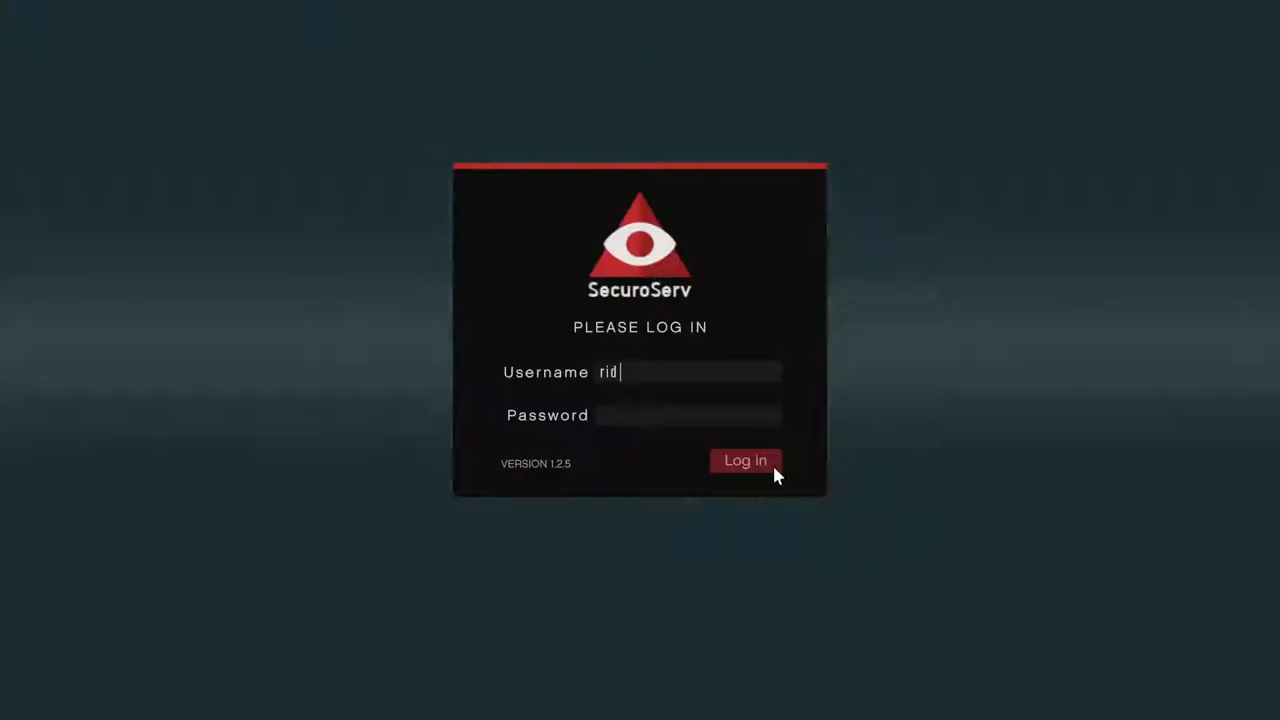 SecuroServ
PLEASE LOG IN
Username rid
Password
VERSION 1.2.5 Log in